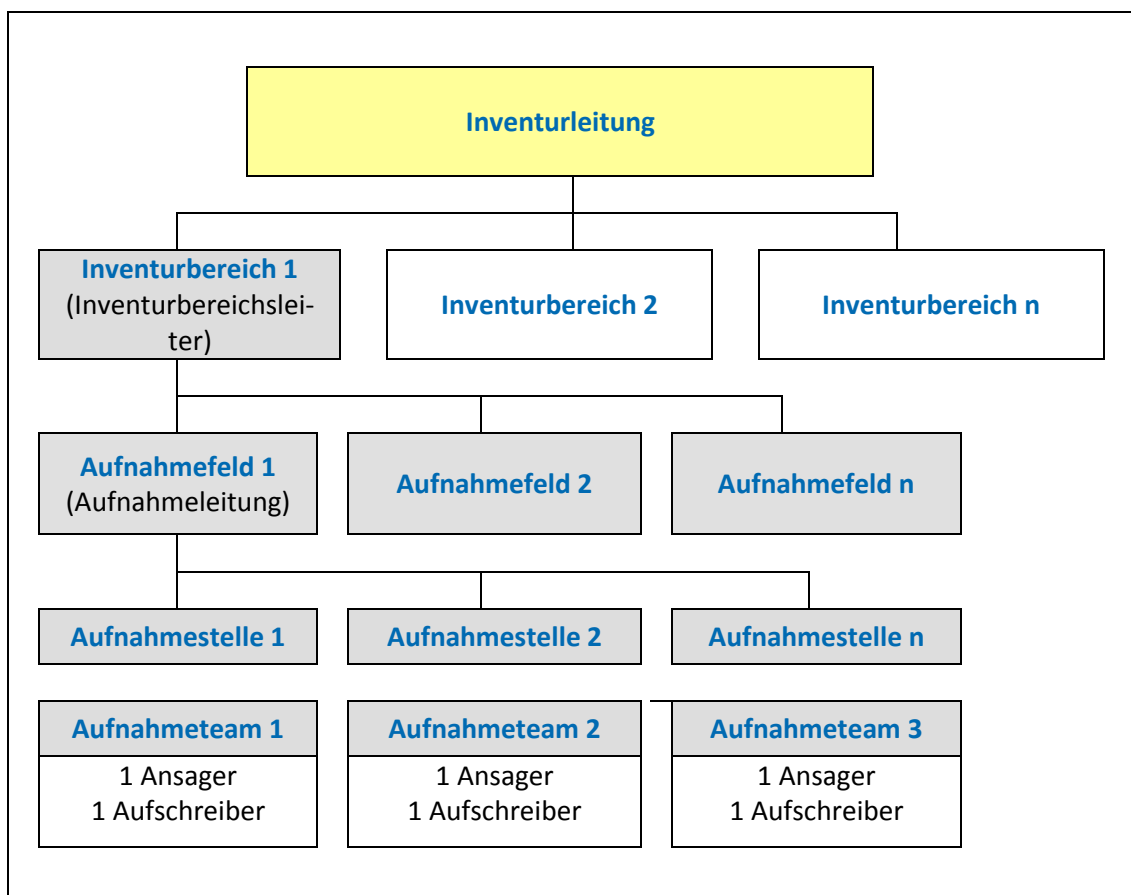 Inventurleitung
Inventurbereich 1
(Inventurbereichslei-
ter)
Inventurbereich 2
Inventurbereich n
Aufnahmefeld 1
(Aufnahmeleitung)
Aufnahmefeld 2
Aufnahmefeld n
Aufnahmestelle 1
Aufnahmestelle 2
Aufnahmestelle n
Aufnahmeteam 1
1 Ansager
1 Aufschreiber
Aufnahmeteam 2
1 Ansager
1 Aufschreiber
Aufnahmeteam 3
1 Ansager
1 Aufschreiber